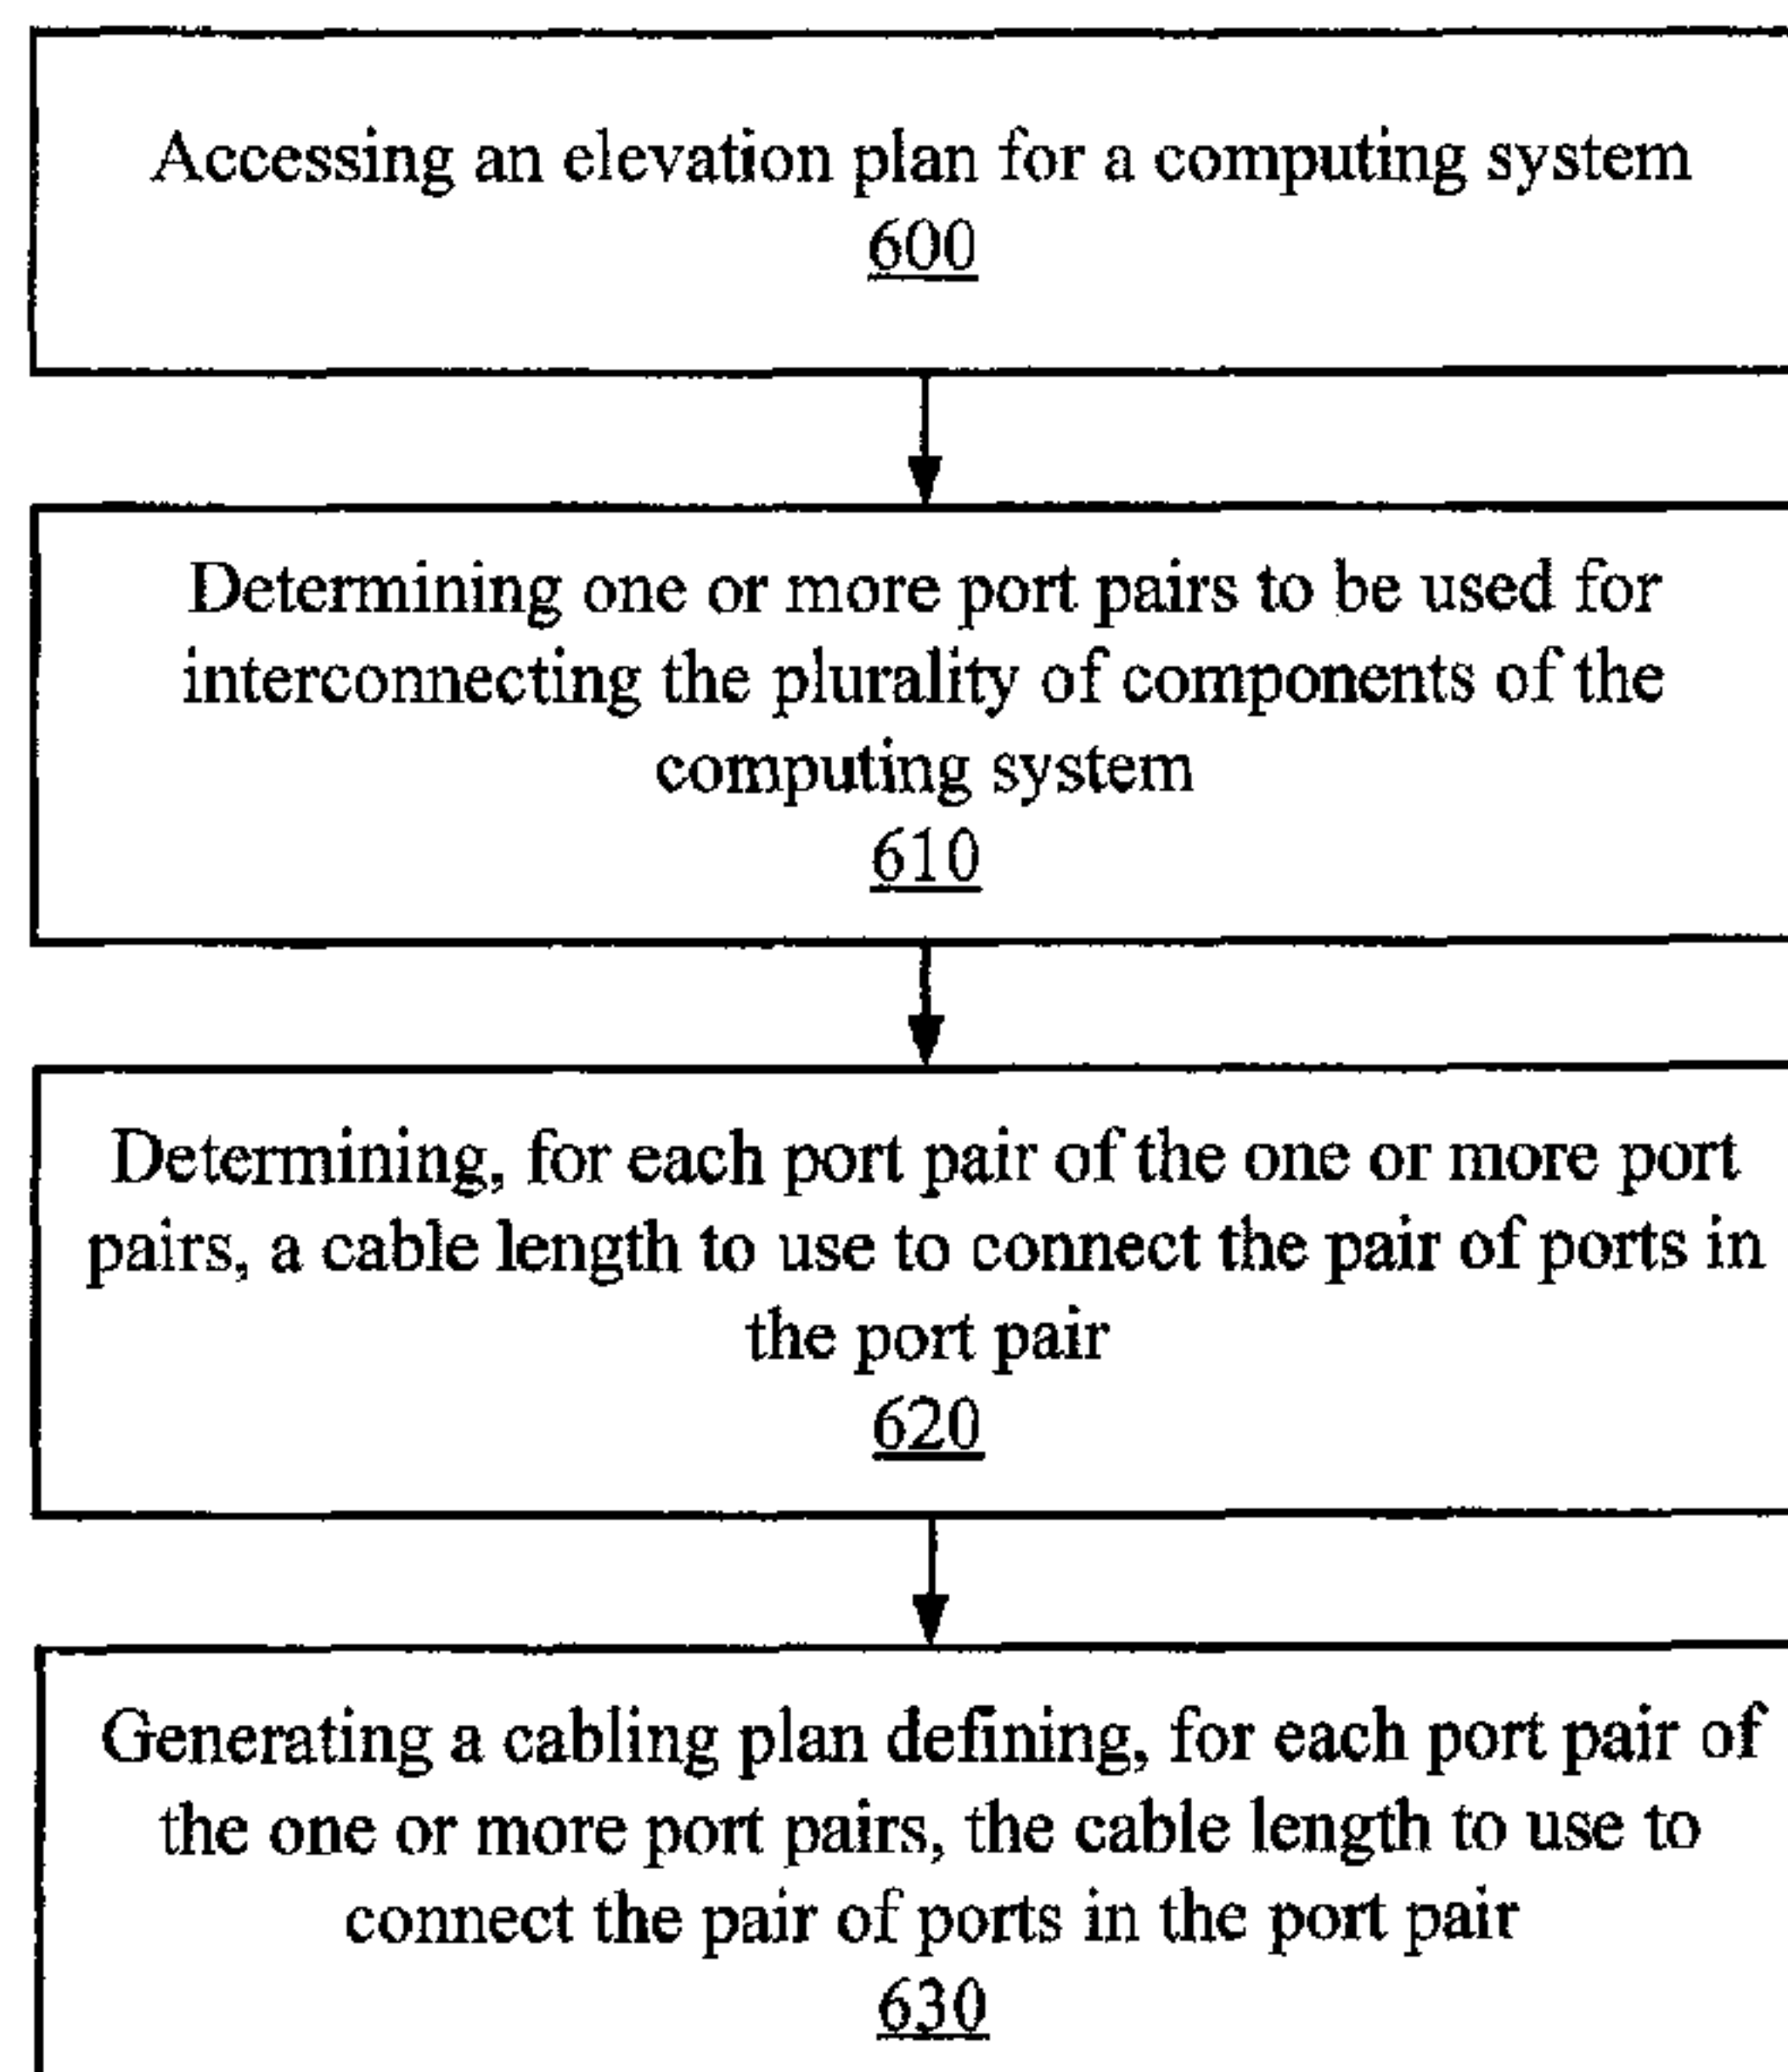 Accessing an elevation plan for a computing system
600
Determining one or more port pairs to be used for
interconnecting the plurality of components of the
computing system
610
Determining, for each port pair of the one or more port
pairs, a cable length to use to connect the pair of ports in
the port pair
620
Generating a cabling plan defining, for each port pair of
the one or more port pairs, the cable length to use to
connect the pair of ports in the port pair
630